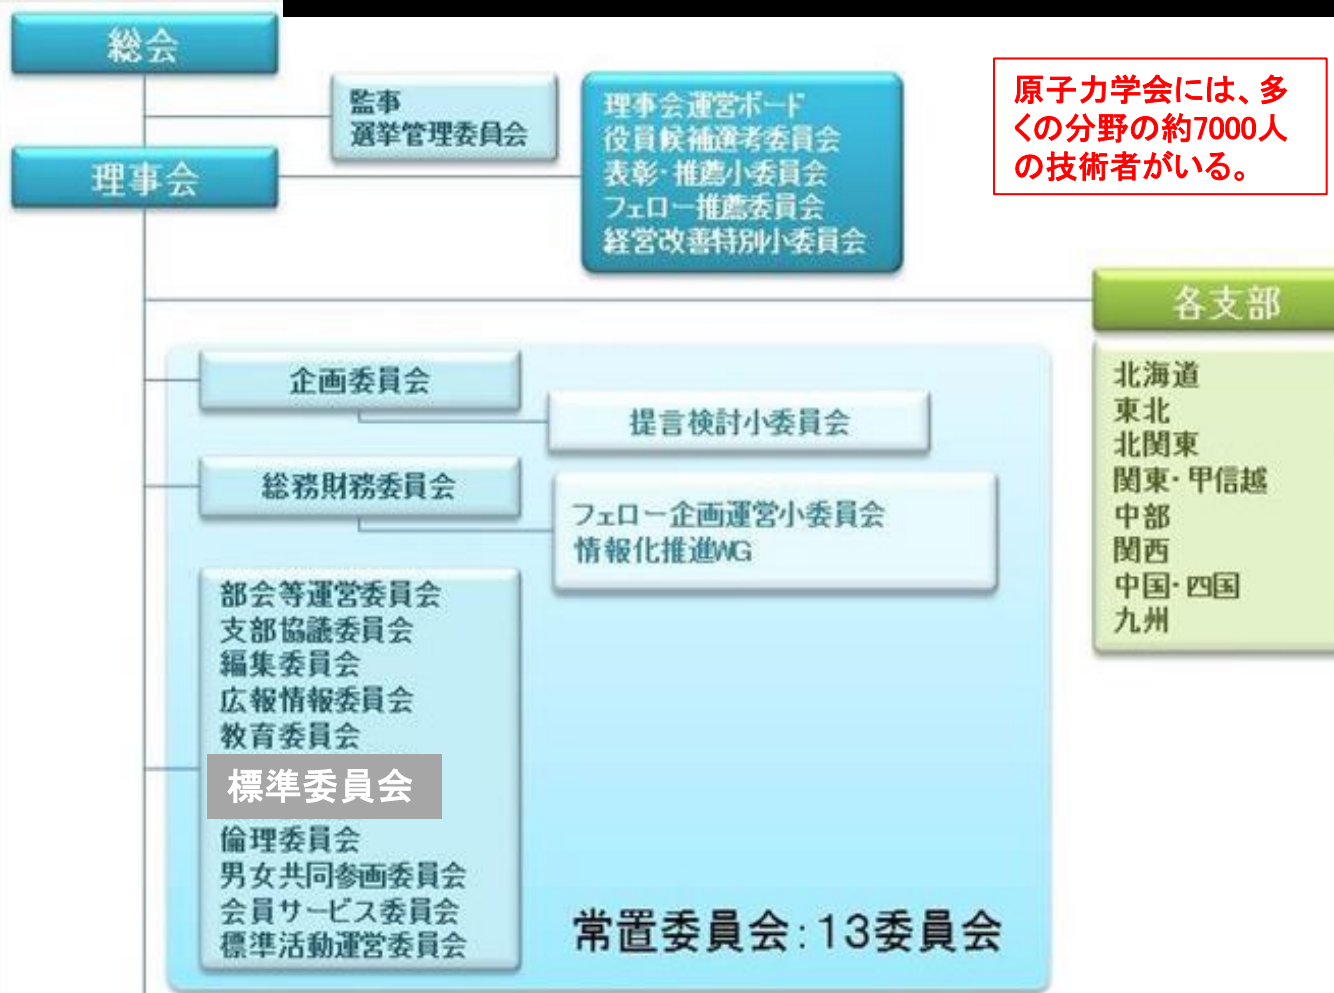 総会
監事
選挙管理委員会
理事会
理事会運営ボード
役員候補選考委員会
表彰・推薦小委員会
フェロー推薦委員会
経営改善特別小委員会
原子力学会には、多
くの分野の約7000人
の技術者がいる。
各支部
北海道
東北
北関東
関東・甲信越
中部
関西
中国・四国
九州
企画委員会
提言検討小委員会
総務財務委員会
フェロー企画運営小委員会
情報化推進WG
部会等運営委員会
支部協議委員会
編集委員会
広報情報委員会
教育委員会
標準委員会
倫理委員会
男女共同参画委員会
会員サービス委員会
標準活動運営委員会
常置委員会:13委員会